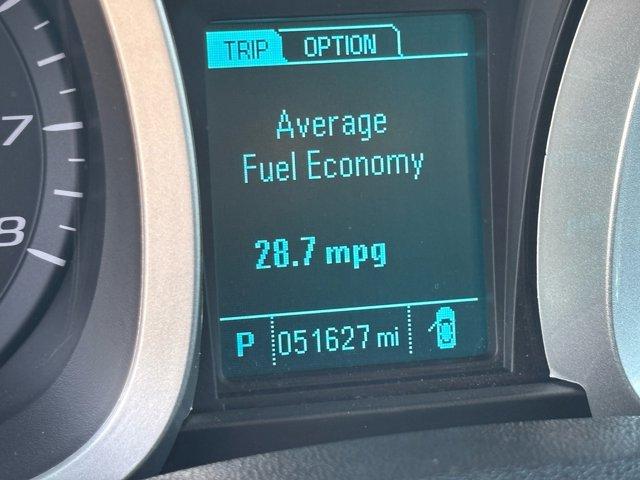 TRIP OPTION
Average
Fuel Economy
28.7 mpg
P 051627 mi
7
8